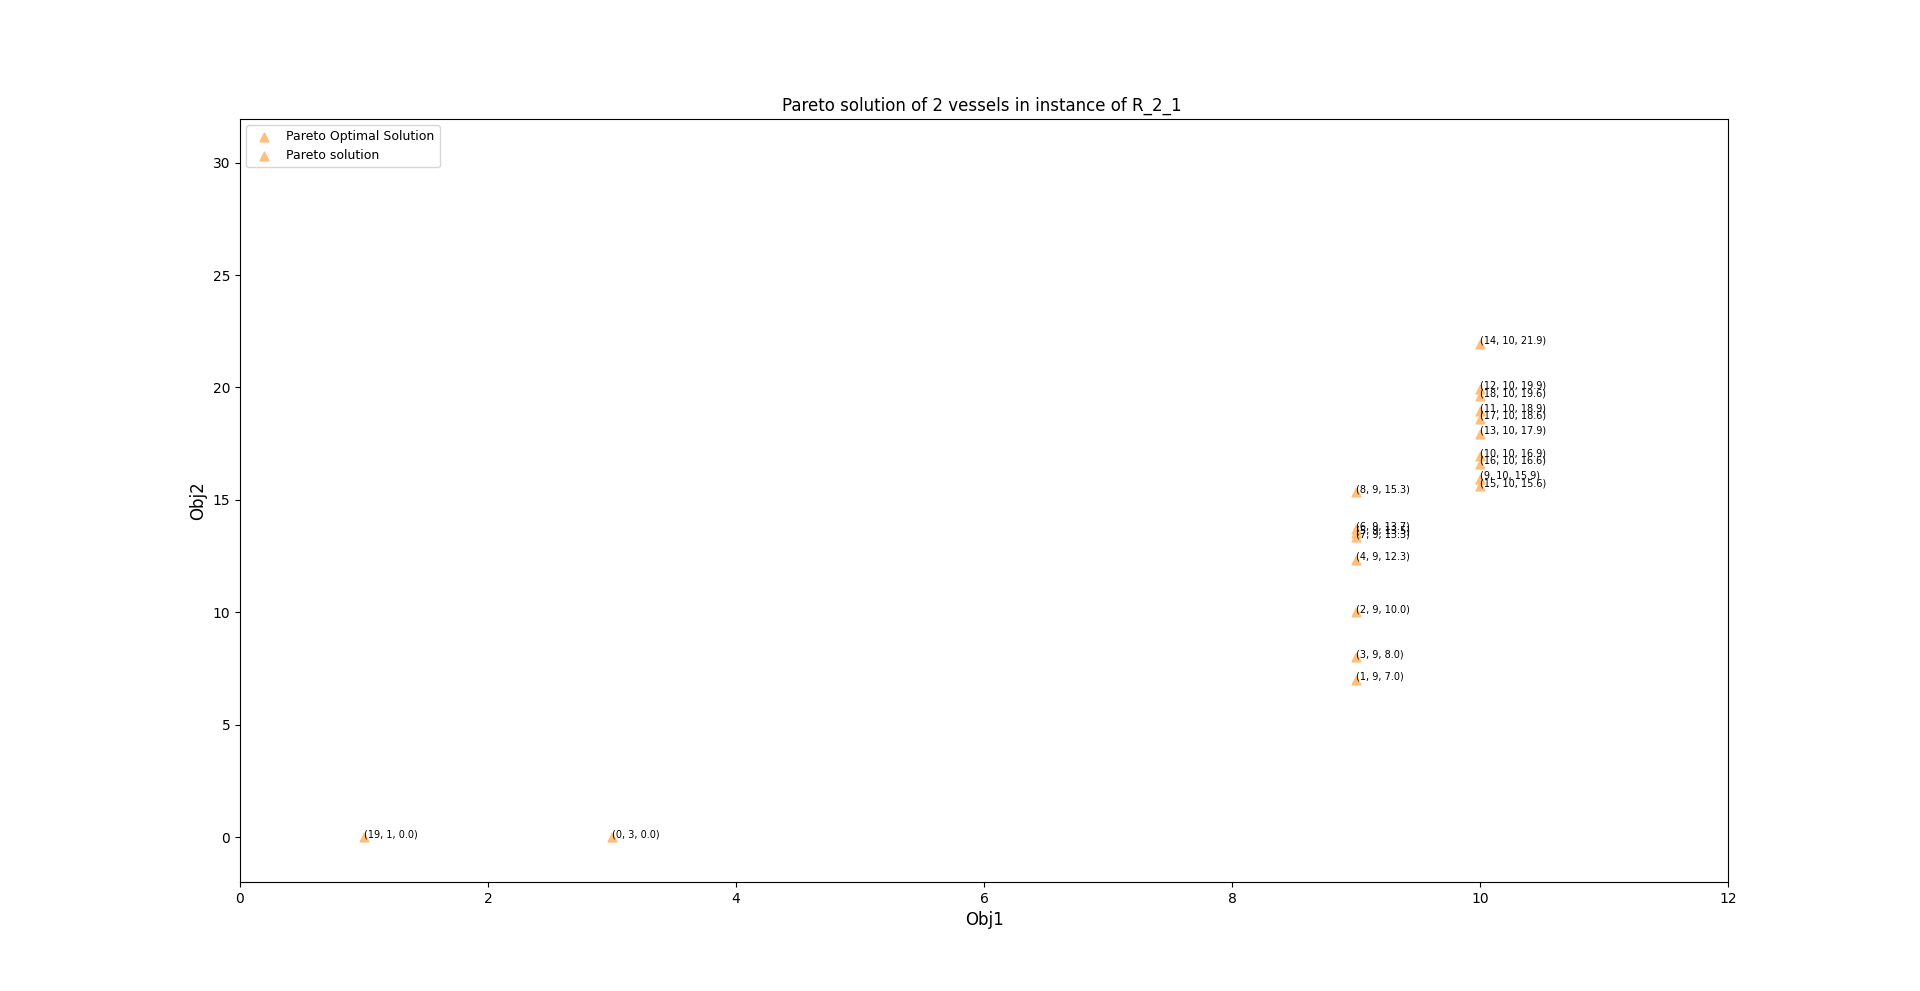 Pareto solution of 2 vessels in instance of R_2_1
Pareto Optimal Solution
Pareto solution
30
25
20
15
10
5
0
Obj2
(14, 10, 21.9)
(12, 10, 19.9)
(18, 10, 19.6)
(11, 10, 18.9)
(17, 10, 18.6)
(13, 10, 17.9)
(10, 10, 16.9)
(16, 10, 16.6)
(9, 10, 15.9)
(15, 10, 15.6)
(8, 9, 15.3)
(6, 9, 13.7)
(7, 9, 13.3)
(4, 9, 12.3)
(2, 9, 10.0)
(3, 9, 8.0)
(1, 9, 7.0)
(19, 1, 0.0)
(0, 3, 0.0)
0
2
4
6
8
10
12
Obj1